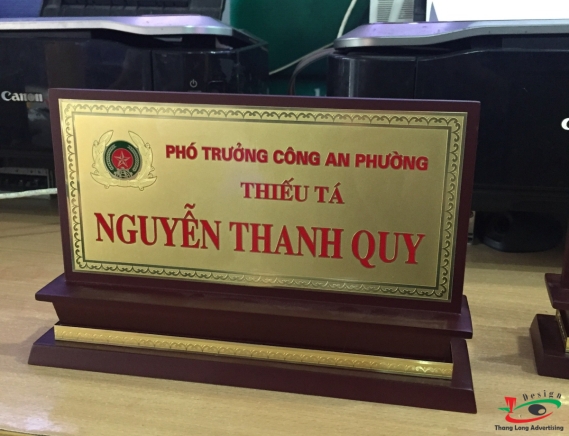 Canon
PHÓ TRƯỞNG CÔNG AN PHƯỜNG
THIẾU TÁ
NGUYỄN THANH QUY
Design
Thang Long Advertising